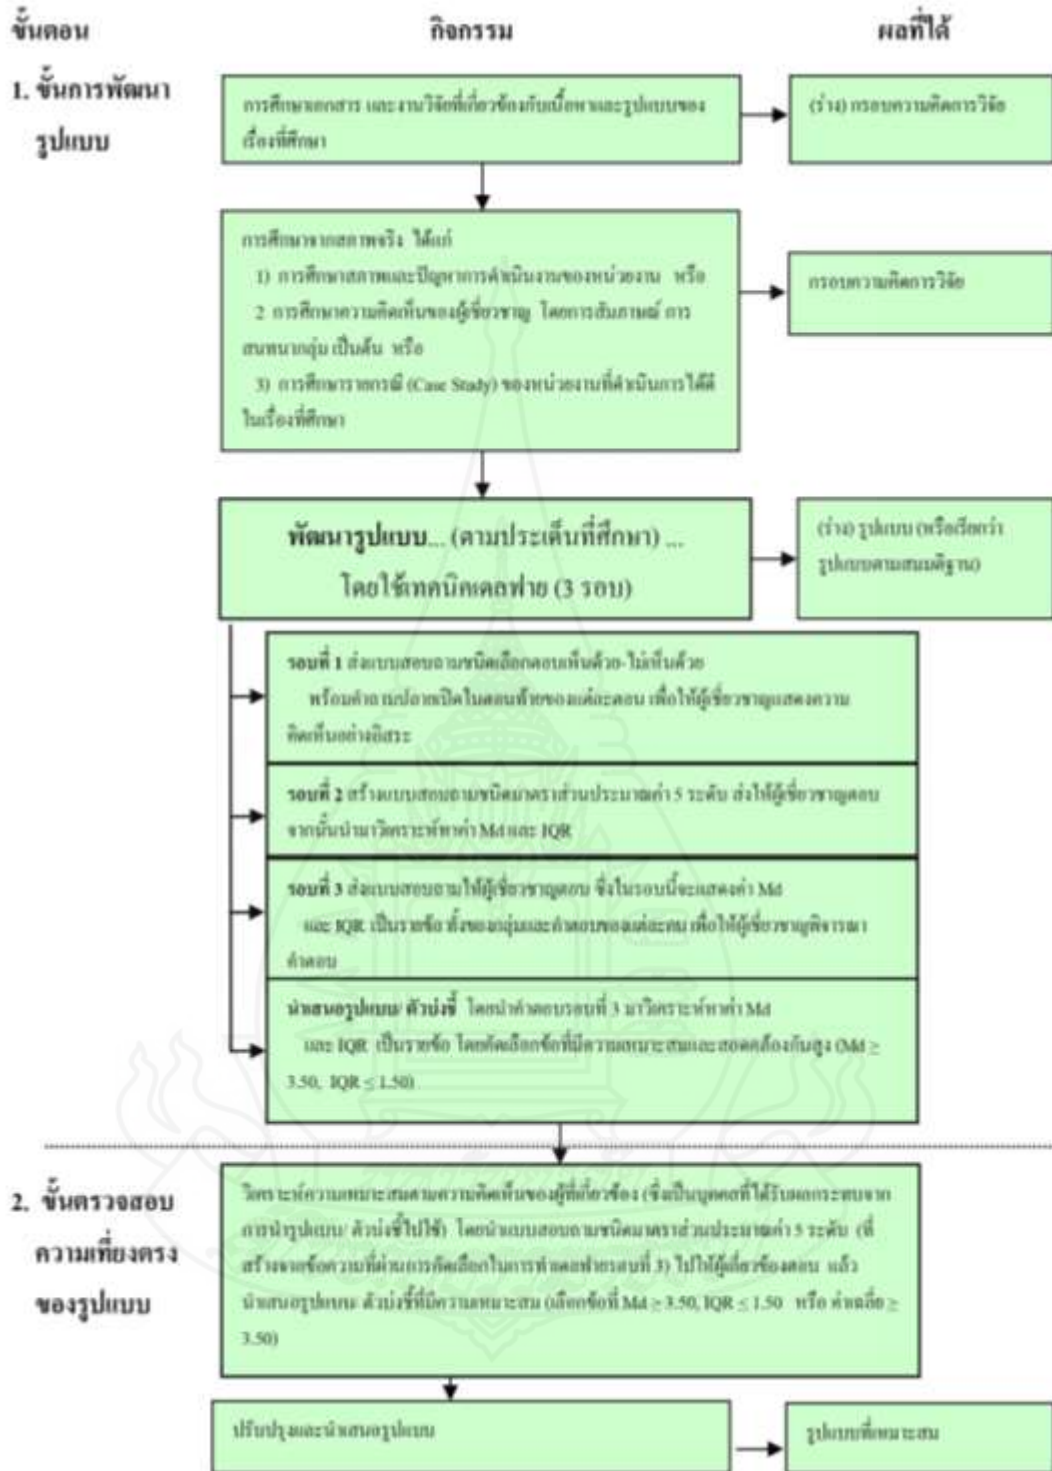 ขั้นตอน กิจกรรม ผลที่ได้
1. ขั้นการพัฒนา
รูปแบบ
การศึกษาเอกสาร และงานวิจัยที่เกี่ยวข้องกับเนื้อหาและรูปแบบของ
เรื่องที่ศึกษา
(ร่าง) กรอบความคิดการวิจัย
การศึกษาจากสภาพจริง ได้แก่
1) การศึกษาสภาพและปัญหาการดำเนินงานของหน่วยงาน หรือ
2 การศึกษาความคิดเห็นของผู้เชี่ยวชาญ โดยการสัมภาษณ์ การ
สนทนากลุ่ม เป็นต้น หรือ
3) การศึกษารายกรณี (Case Study) ของหน่วยงานที่ดำเนินการได้ดี
ในเรื่องที่ศึกษา
กรอบความคิดการวิจัย
พัฒนารูปแบบ... (ตามประเด็นที่ศึกษา) ...
โดยใช้เทคนิคเดลฟาย (3 รอบ)
(ร่าง) รูปแบบ (หรือเรียกว่า
รูปแบบตามสมมติฐาน)
รอบที่ 1 ส่งแบบสอบถามชนิดเลือกตอบเห็นด้วย-ไม่เห็นด้วย
พร้อมคำถามปลายเปิดในตอนท้ายของแต่ละตอน เพื่อให้ผู้เชี่ยวชาญแสดงความ
คิดเห็นอย่างอิสระ
รอบที่ 2 สร้างแบบสอบถามชนิดมาตราส่วนประมาณค่า 5 ระดับ ส่งให้ผู้เชี่ยวชาญตอบ
จากนั้นนำมาวิเคราะห์หาค่า Md และ IQR
รอบที่ 3 ส่งแบบสอบถามให้ผู้เชี่ยวชาญตอบ ซึ่งในรอบนี้จะแสดงค่า Md
และ IQR เป็นรายข้อ ทั้งของกลุ่มและคำตอบของแต่ละคน เพื่อให้ผู้เชี่ยวชาญพิจารณา
คำตอบ
นำเสนอรูปแบบ/ ตัวบ่งชี้ โดยนำคำตอบรอบที่ 3 มาวิเคราะห์หาค่า Md
และ IQR เป็นรายข้อ โดยคัดเลือกข้อที่มีความเหมาะสมและสอดคล้องกันสูง (Md ≥
3.50, IQR ≤ 1.50)
2. ขั้นตรวจสอบ
ความเที่ยงตรง
ของรูปแบบ
วิเคราะห์ความเหมาะสมตามความคิดเห็นของผู้ที่เกี่ยวข้อง (ซึ่งเป็นบุคคลที่ได้รับผลกระทบจาก
การนำรูปแบบ/ ตัวบ่งชี้ไปใช้) โดยนำแบบสอบถามชนิดมาตราส่วนประมาณค่า 5 ระดับ (ที่
สร้างจากข้อความที่ผ่านการคัดเลือกในการทำเดลฟายรอบที่ 3) ไปให้ผู้เกี่ยวข้องตอบ แล้ว
นำเสนอรูปแบบ/ ตัวบ่งชี้ที่มีความเหมาะสม (เลือกข้อที่ Md ≥ 3.50, IQR ≤ 1.50 หรือ ค่าเฉลี่ย ≥
3.50)
ปรับปรุงและนำเสนอรูปแบบ
รูปแบบที่เหมาะสม